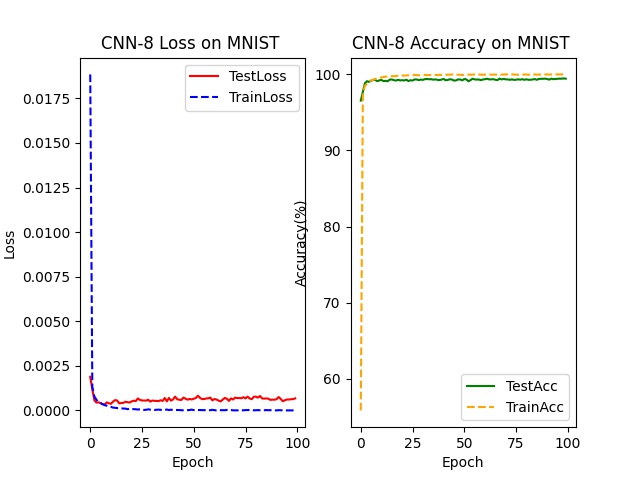 CNN-8 Loss on MNIST
TestLoss
TrainLoss
0.0175
0.0150
0.0125
0.0100
0.0075
0.0050
0.0025
0.0000
Loss
0
25
50
75
100
Epoch
CNN-8 Accuracy on MNIST
100
90
80
70
60
Accuracy(%)
TestAcc
TrainAcc
0
25
50
75
100
Epoch